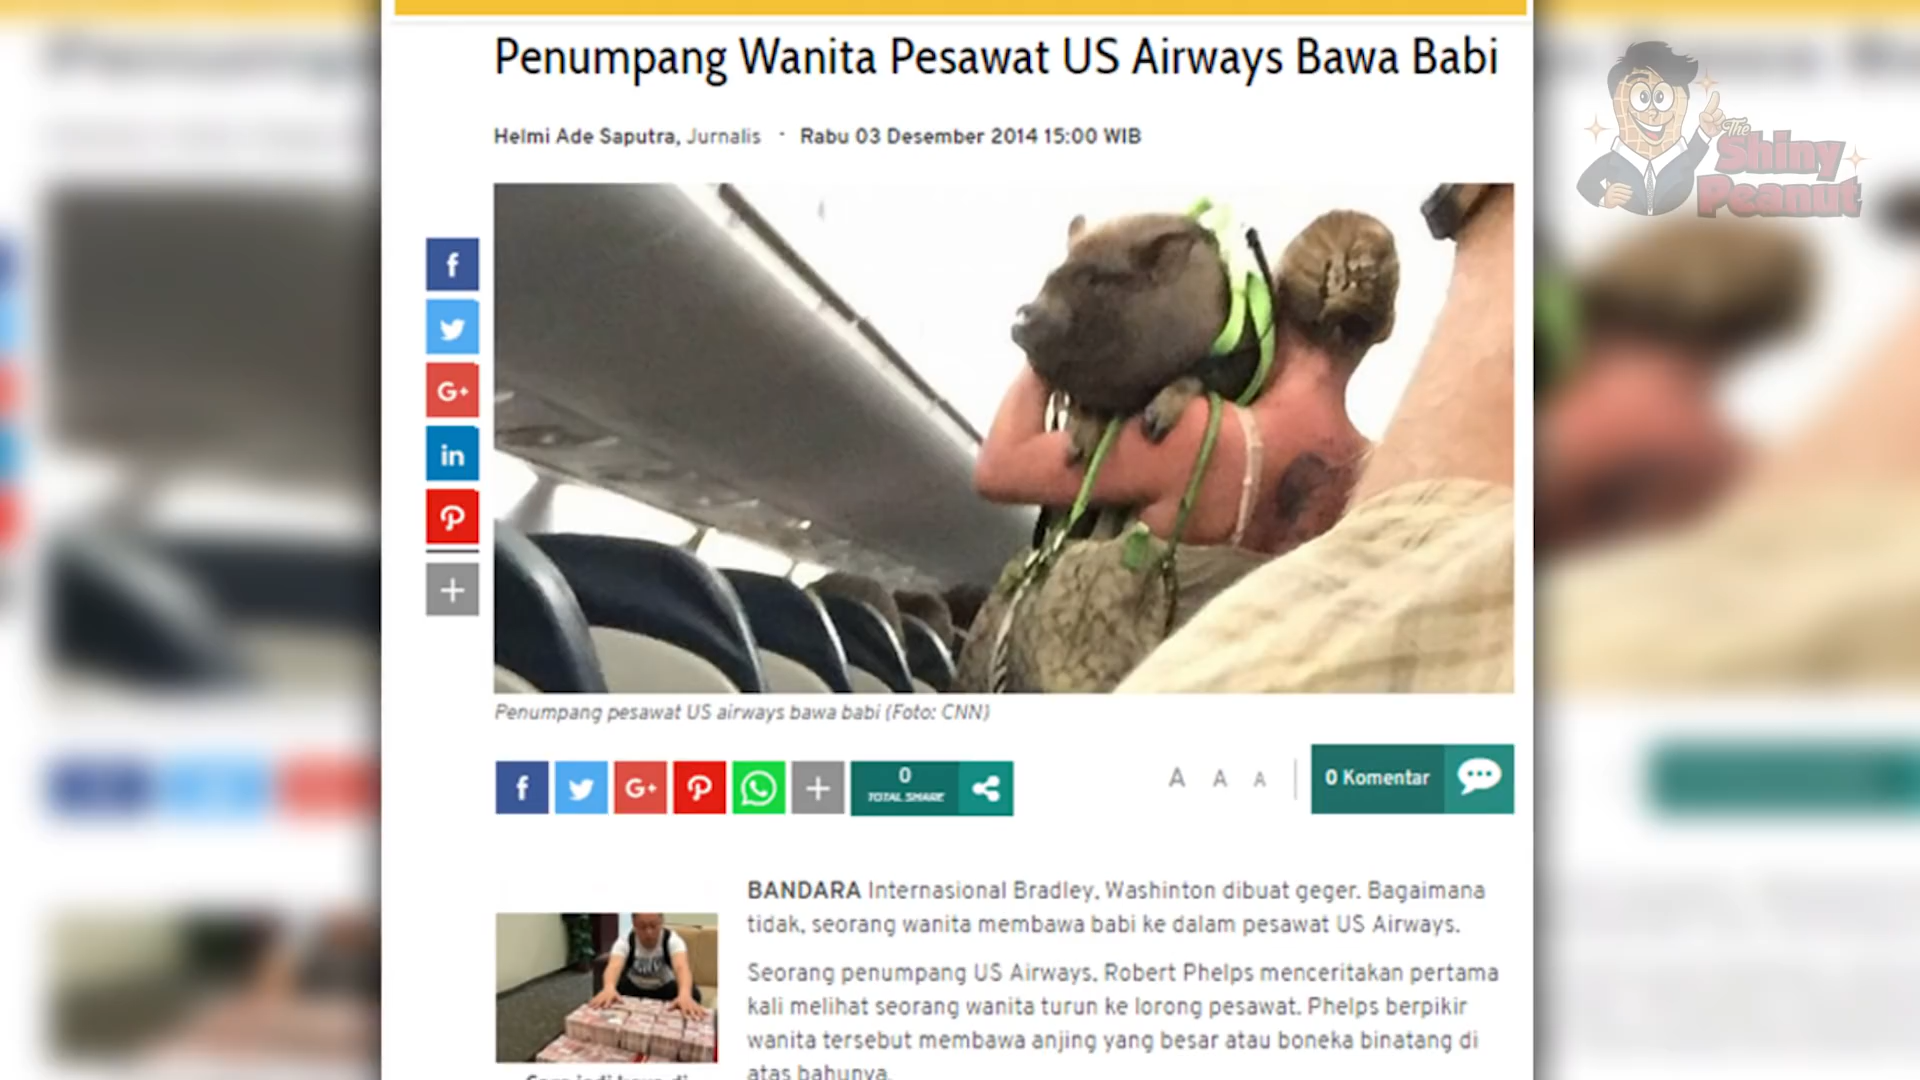 Penumpang Wanita Pesawat US Airways Bawa Babi
The
Shiny
Peanut
Helmi Ade Saputra, Jurnalis - Rabu 03 Desember 2014 15:00 WIB
f
G+
in
+
Penumpang pesawat US airways bawa babi (Foto: CNN)
f G+ + 0
TOTAL SHARE
A A A 0 Komentar
BANDARA Internasional Bradley, Washinton dibuat geger. Bagaimana
tidak, seorang wanita membawa babi ke dalam pesawat US Airways.
Seorang penumpang US Airways, Robert Phelps menceritakan pertama
kali melihat seorang wanita turun ke lorong pesawat. Phelps berpikir
wanita tersebut membawa anjing yang besar atau boneka binatang di
atas bahunya.